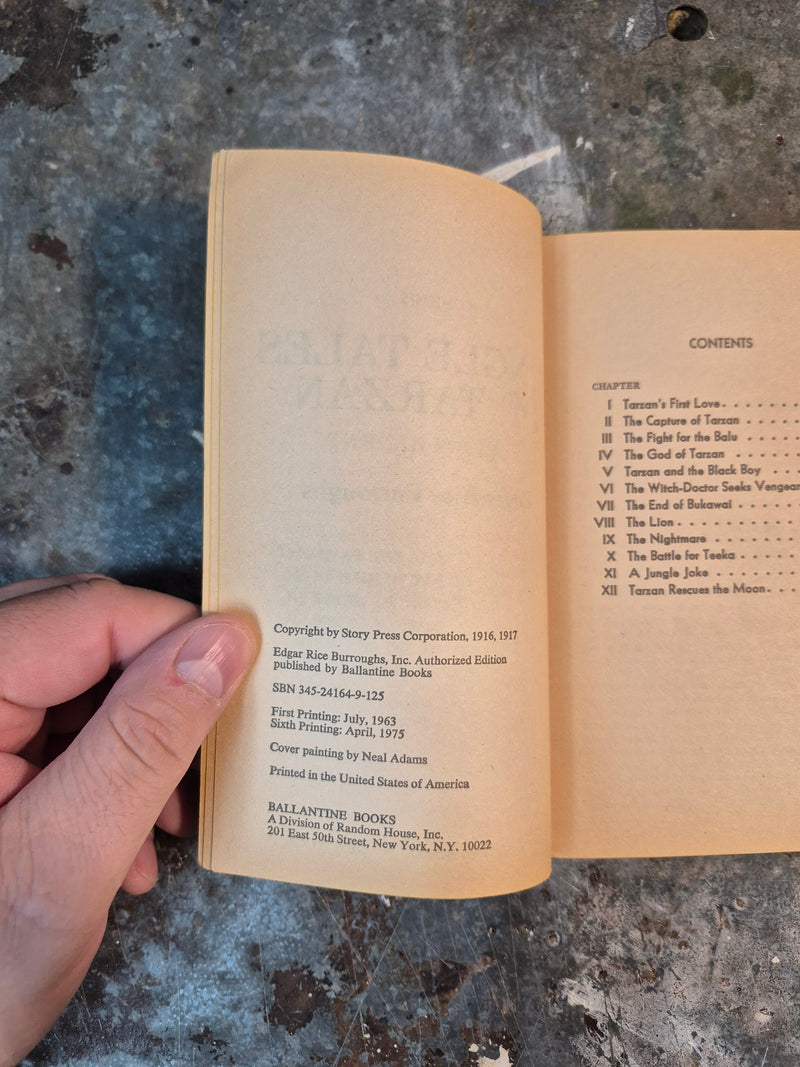 Copyright by Story Press Corporation, 1916, 1917
Edgar Rice Burroughs, Inc. Authorized Edition
published by Ballantine Books
SBN 345-24164-9-125
First Printing: July, 1963
Sixth Printing: April, 1975
Cover painting by Neal Adams
Printed in the United States of America
BALLANTINE BOOKS
A Division of Random House, Inc.
201 East 50th Street, New York, N.Y. 10022
CONTENTS
CHAPTER
I Tarzan's First Love
II The Capture of Tarzan
III The Fight for the Balu
IV The God of Tarzan
V Tarzan and the Black Boy
VI The Witch-Doctor Seeks
VII The End of Bukawai
VIII The Lion
IX The Nightmare
X The Battle for Teeka
XI A Jungle Joke
XII Tarzan Rescues the Moon